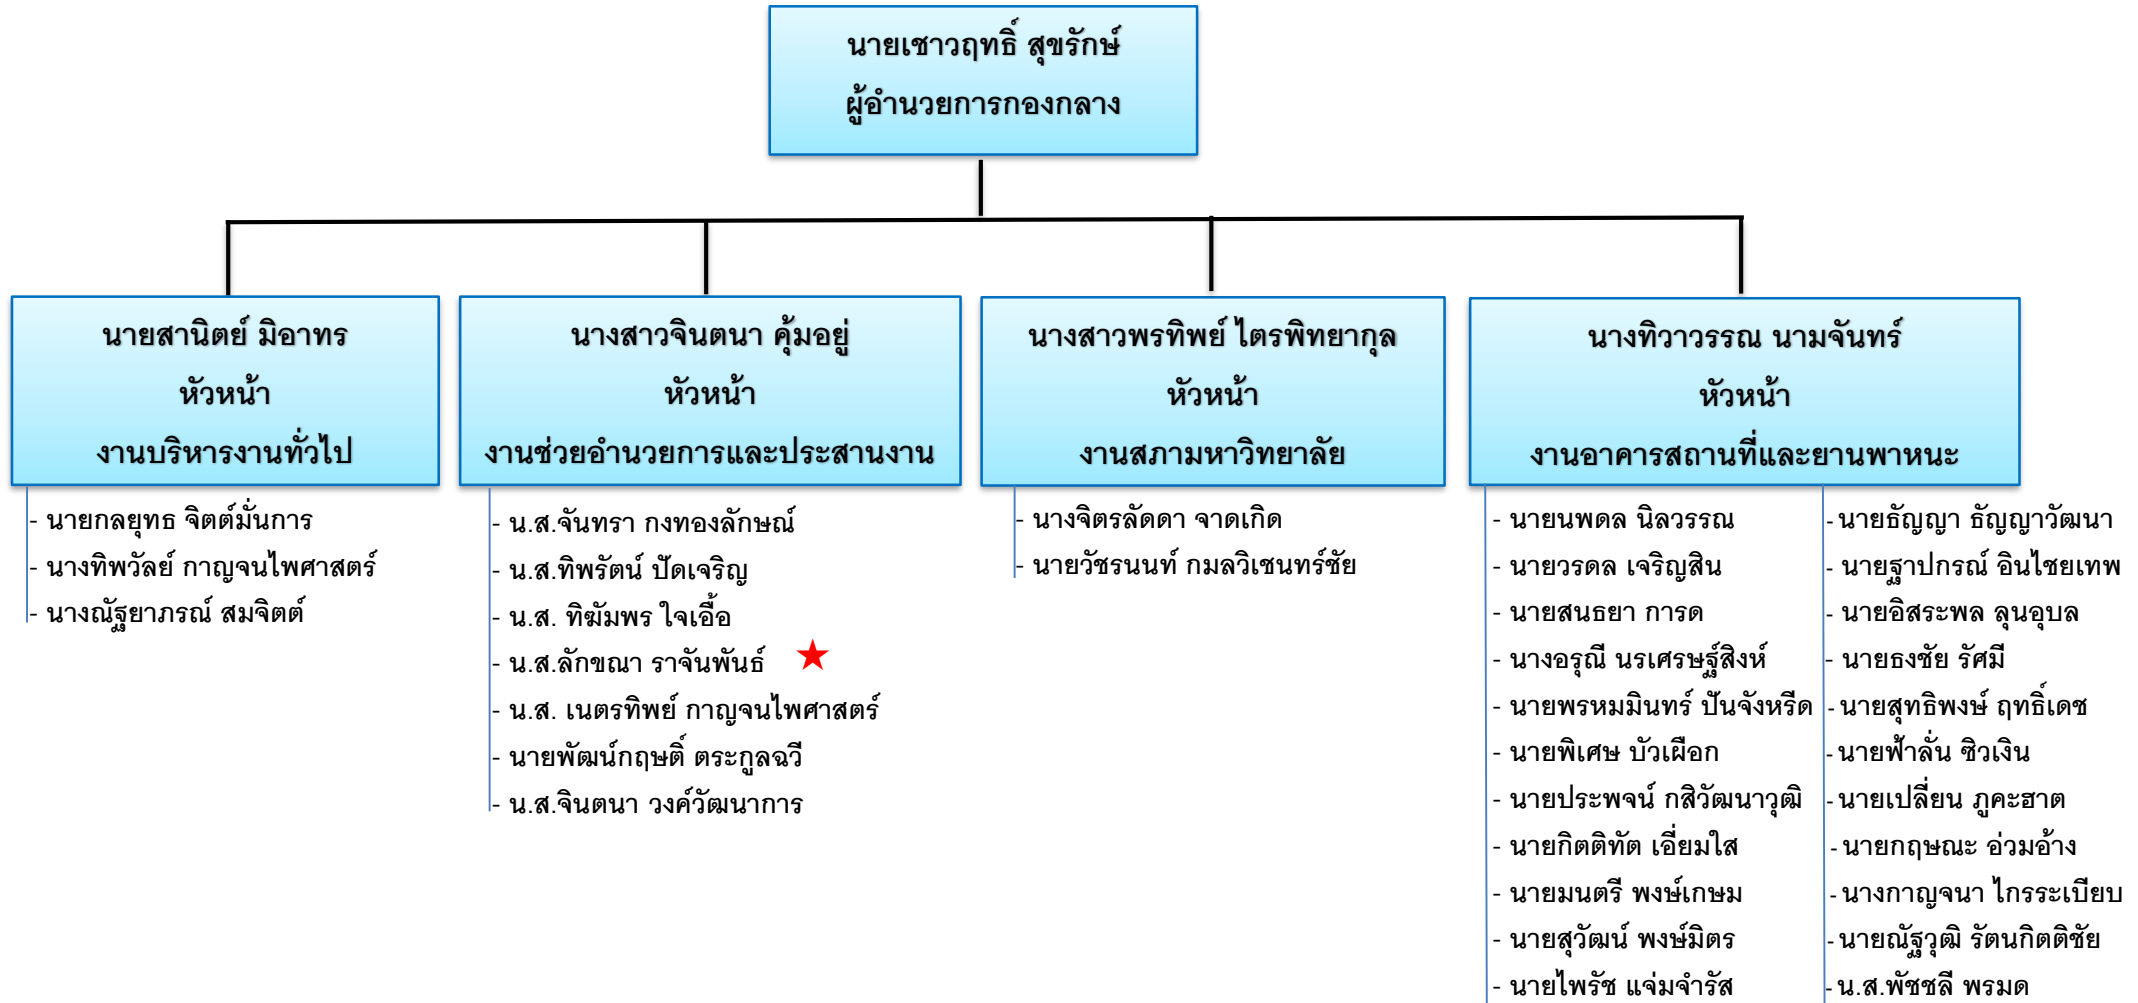 นายเชาวฤทธิ์ สุขรักษ์
ผู้อำนวยการกองกลาง
นายสานิตย์ มิอาทร
หัวหน้า
งานบริหารงานทั่วไป
- นายกลยุทธ จิตต์มั่นการ
- นางทิพวัลย์ กาญจนไพศาสตร์
- นางณัฐยาภรณ์ สมจิตต์
นางสาวจินตนา คุ้มอยู่
หัวหน้า
งานช่วยอำนวยการและประสานงาน
- น.ส.จันทรา กงทองลักษณ์
- น.ส.ทิพรัตน์ ปัดเจริญ
- น.ส. ทิฆัมพร ใจเอื้อ
- น.ส.ลักขณา ราจันพันธ์
- น.ส. เนตรทิพย์ กาญจนไพศาสตร์
- นายพัฒน์กฤษติ์ ตระกูลฉวี
- น.ส.จินตนา วงค์วัฒนาการ
นางสาวพรทิพย์ ไตรพิทยากุล
หัวหน้า
งานสภามหาวิทยาลัย
- นางจิตรลัดดา จาดเกิด
- นายวัชรนนท์ กมลวิเชนทร์ชัย
นางทิวาวรรณ นามจันทร์
หัวหน้า
งานอาคารสถานที่และยานพาหนะ
- นายนพดล นิลวรรณ
- นายวรดล เจริญสิน
- นายสนธยา การด
- นางอรุณี นรเศรษฐ์สิงห์
- นายพรหมมินทร์ ปันจังหรีด
- นายพิเศษ บัวเผือก
- นายประพจน์ กสิวัฒนาวุฒิ
- นายกิตติทัต เอี่ยมใส
- นายมนตรี พงษ์เกษม
- นายสุวัฒน์ พงษ์มิตร
- นายไพรัช แจ่มจำรัส
- นายธัญญา ธัญญาวัฒนา
- นายฐาปกรณ์ อินไชยเทพ
- นายอิสระพล ลุนอุบล
- นายธงชัย รัศมี
- นายสุทธิพงษ์ ฤทธิ์เดช
- นายฟ้าลั่น ซิวเงิน
- นายเปลี่ยน ภูคะฮาต
- นายกฤษณะ อ่วมอ้าง
- นางกาญจนา ไกรระเบียบ
- นายณัฐวุฒิ รัตนกิตติชัย
- น.ส.พัชชลี พรมด